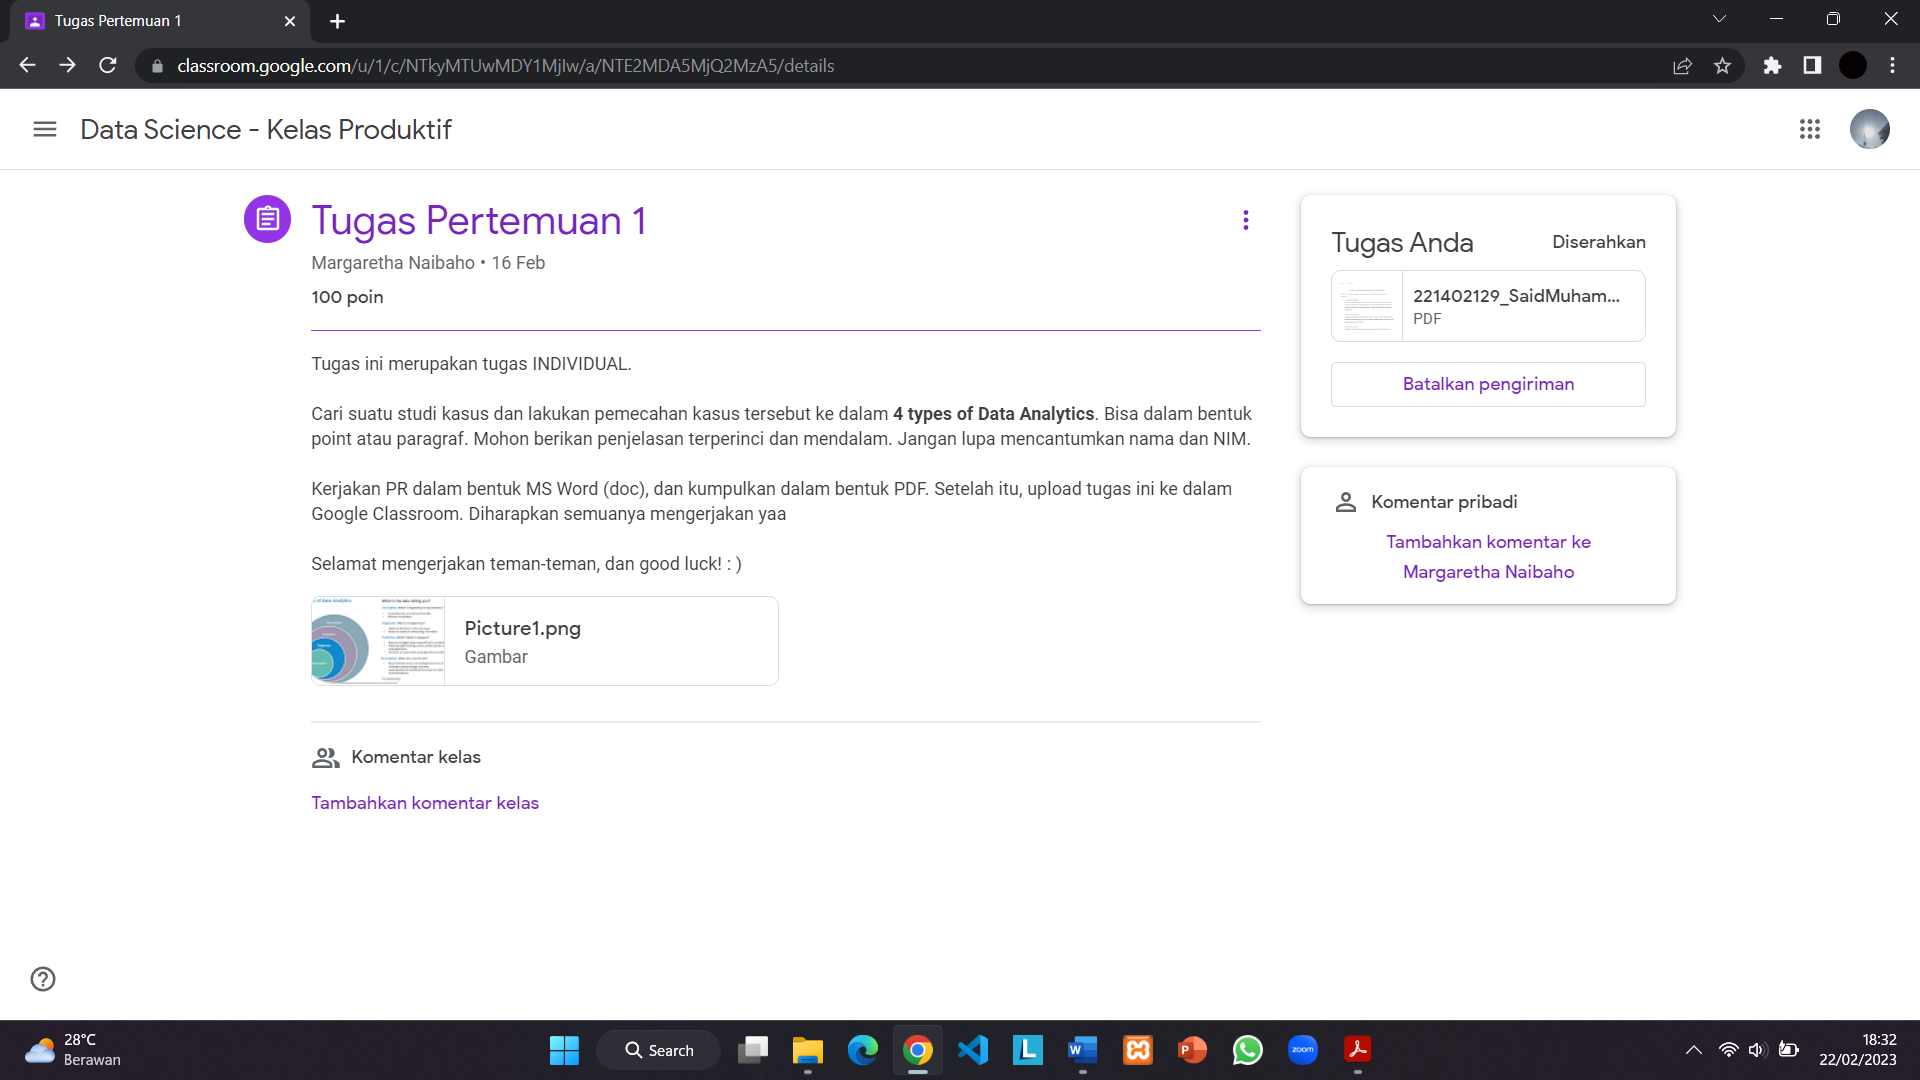 Tugas Pertemuan 1
classroom.google.com/u/1/c/NTkyMTUwMDY1MjIw/a/NTE2MDA5MjQ2MzA5/details
Data Science - Kelas Produktif
Tugas Pertemuan 1
Margaretha Naibaho • 16 Feb
100 poin
Tugas ini merupakan tugas INDIVIDUAL.
Cari suatu studi kasus dan lakukan pemecahan kasus tersebut ke dalam 4 types of Data Analytics. Bisa dalam bentuk
point atau paragraf. Mohon berikan penjelasan terperinci dan mendalam. Jangan lupa mencantumkan nama dan NIM.
Kerjakan PR dalam bentuk MS Word (doc), dan kumpulkan dalam bentuk PDF. Setelah itu, upload tugas ini ke dalam
Google Classroom. Diharapkan semuanya mengerjakan yaa
Selamat mengerjakan teman-teman, dan good luck! : )
Picture1.png
Gambar
Komentar kelas
Tambahkan komentar kelas
Tugas Anda
Diserahkan
221402129_SaidMuham...
PDF
Batalkan pengiriman
Komentar pribadi
Tambahkan komentar ke
Margaretha Naibaho
28°C
Berawan
Search
zoom
18:32
22/02/2023